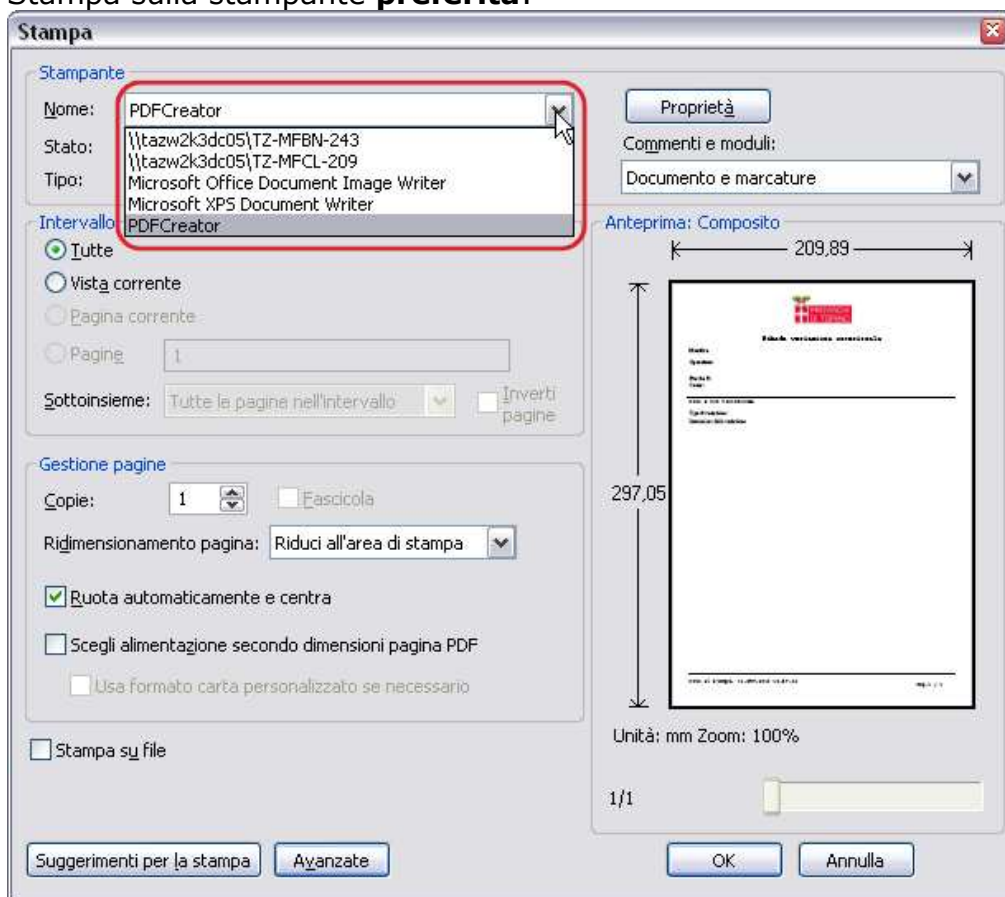 Stampa sulla stampante preferita.
Stampa
Stampante
Nome:
PDFCreator
Proprietà
\\tazw2k3dc05\TZ-MFBN-243
\\tazw2k3dc05\TZ-MFCL-209
Microsoft Office Document Image Writer
Microsoft XPS Document Writer
PDFCreator
Stato:
Tipo:
Commenti e moduli:
Documento e marcature
Intervallo
Tutte
Vista corrente
Pagina corrente
Pagine
1
Sottoinsieme:
Tutte le pagine nell'intervallo
Inverti
pagine
Anteprima: Composito
209,89
297,05
Gestione pagine
Copie:
1
Fascicola
Ridimensionamento pagina:
Riduci all'area di stampa
Ruota automaticamente e centra
Scegli alimentazione secondo dimensioni pagina PDF
Usa formato carta personalizzato se necessario
Stampa su file
Unità: mm Zoom: 100%
1/1
Suggerimenti per la stampa
Avanzate
OK
Annulla